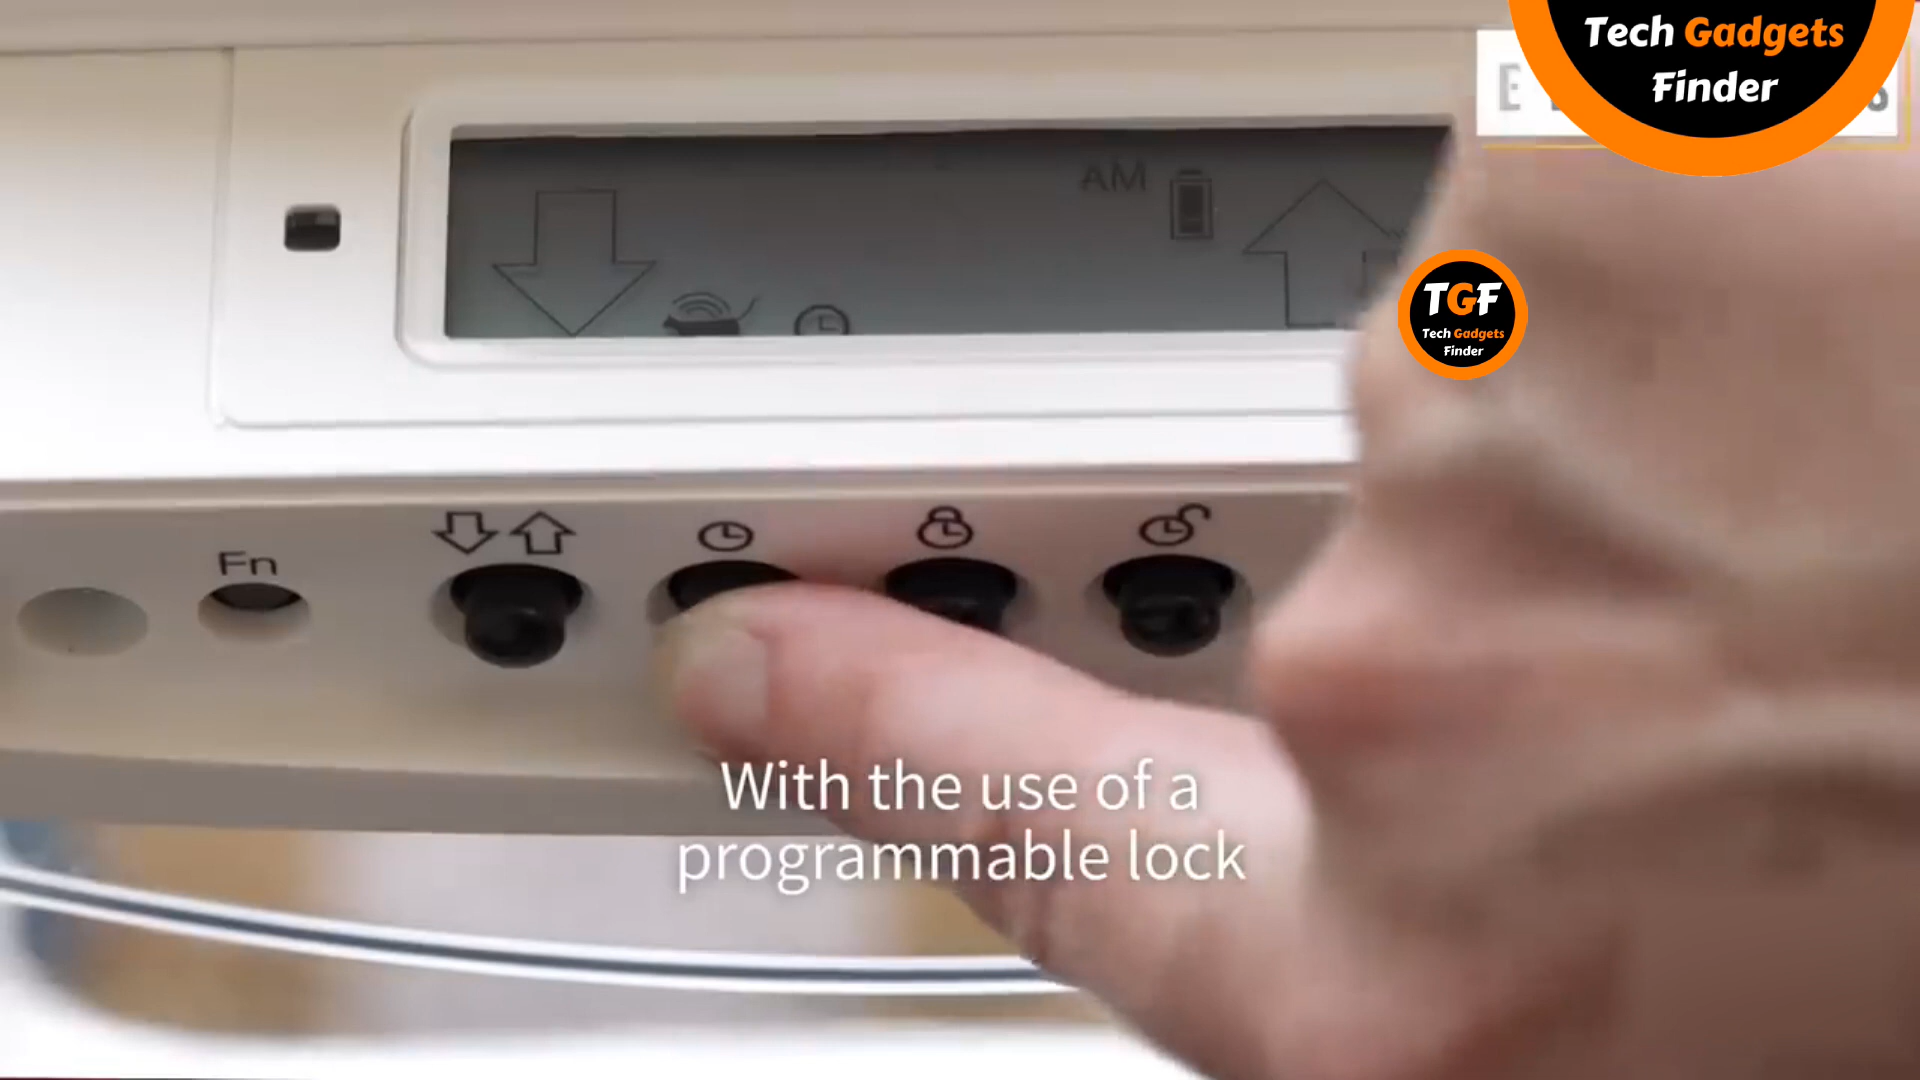 Tech Gadgets
Finder
AM
TGF
Tech Gadgets
Finder
Fn
With the use of a
programmable lock